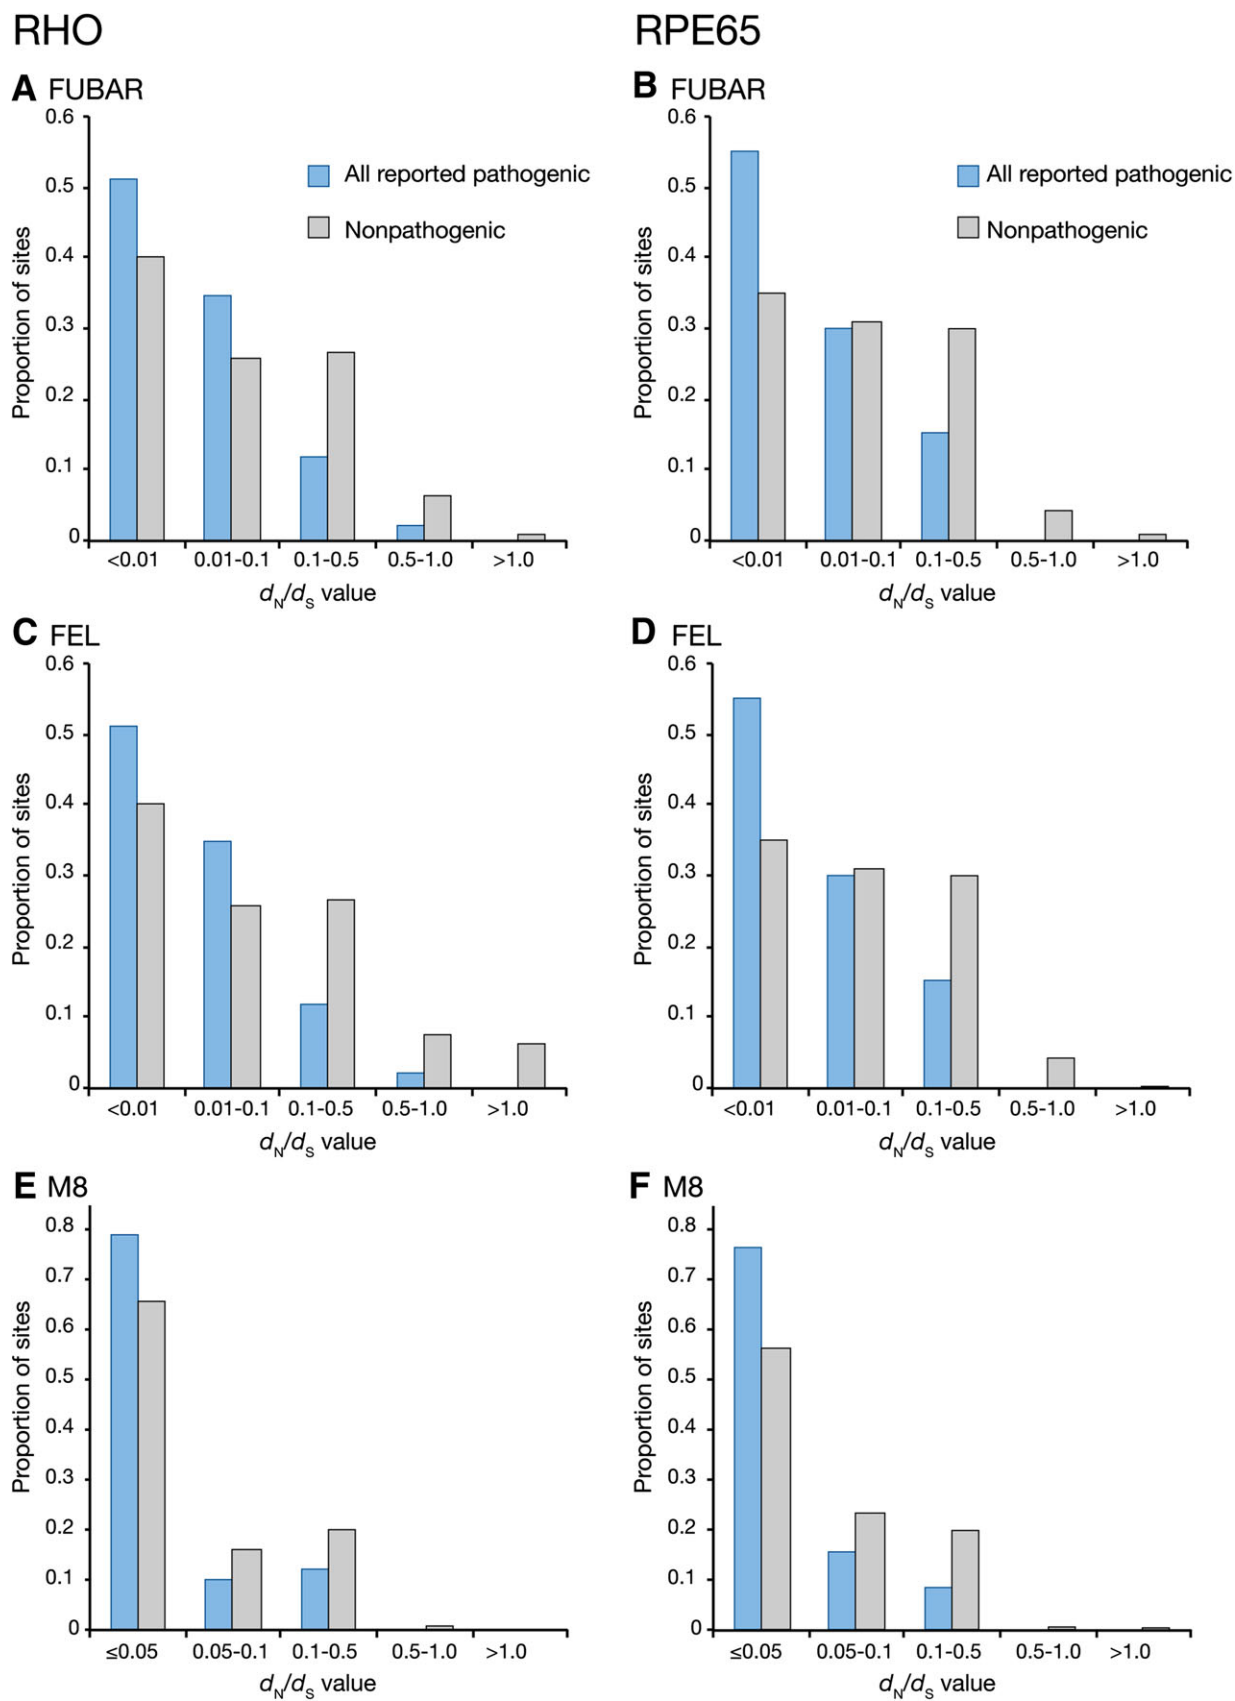 RHO
RPE65
A FUBAR
0.6
0.5
0.4
0.3
0.2
0.1
0
Proportion of sites
All reported pathogenic
Nonpathogenic
<0.01 0.01-0.1 0.1-0.5 0.5-1.0 >1.0
dN/dS value
B FUBAR
0.6
0.5
0.4
0.3
0.2
0.1
0
Proportion of sites
All reported pathogenic
Nonpathogenic
<0.01 0.01-0.1 0.1-0.5 0.5-1.0 >1.0
dN/dS value
C FEL
0.6
0.5
0.4
0.3
0.2
0.1
0
Proportion of sites
<0.01 0.01-0.1 0.1-0.5 0.5-1.0 >1.0
dN/dS value
D FEL
0.6
0.5
0.4
0.3
0.2
0.1
0
Proportion of sites
<0.01 0.01-0.1 0.1-0.5 0.5-1.0 >1.0
dN/dS value
E M8
0.8
0.7
0.6
0.5
0.4
0.3
0.2
0.1
0
Proportion of sites
≤0.05 0.05-0.1 0.1-0.5 0.5-1.0 >1.0
dN/dS value
F M8
0.8
0.7
0.6
0.5
0.4
0.3
0.2
0.1
0
Proportion of sites
≤0.05 0.05-0.1 0.1-0.5 0.5-1.0 >1.0
dN/dS value